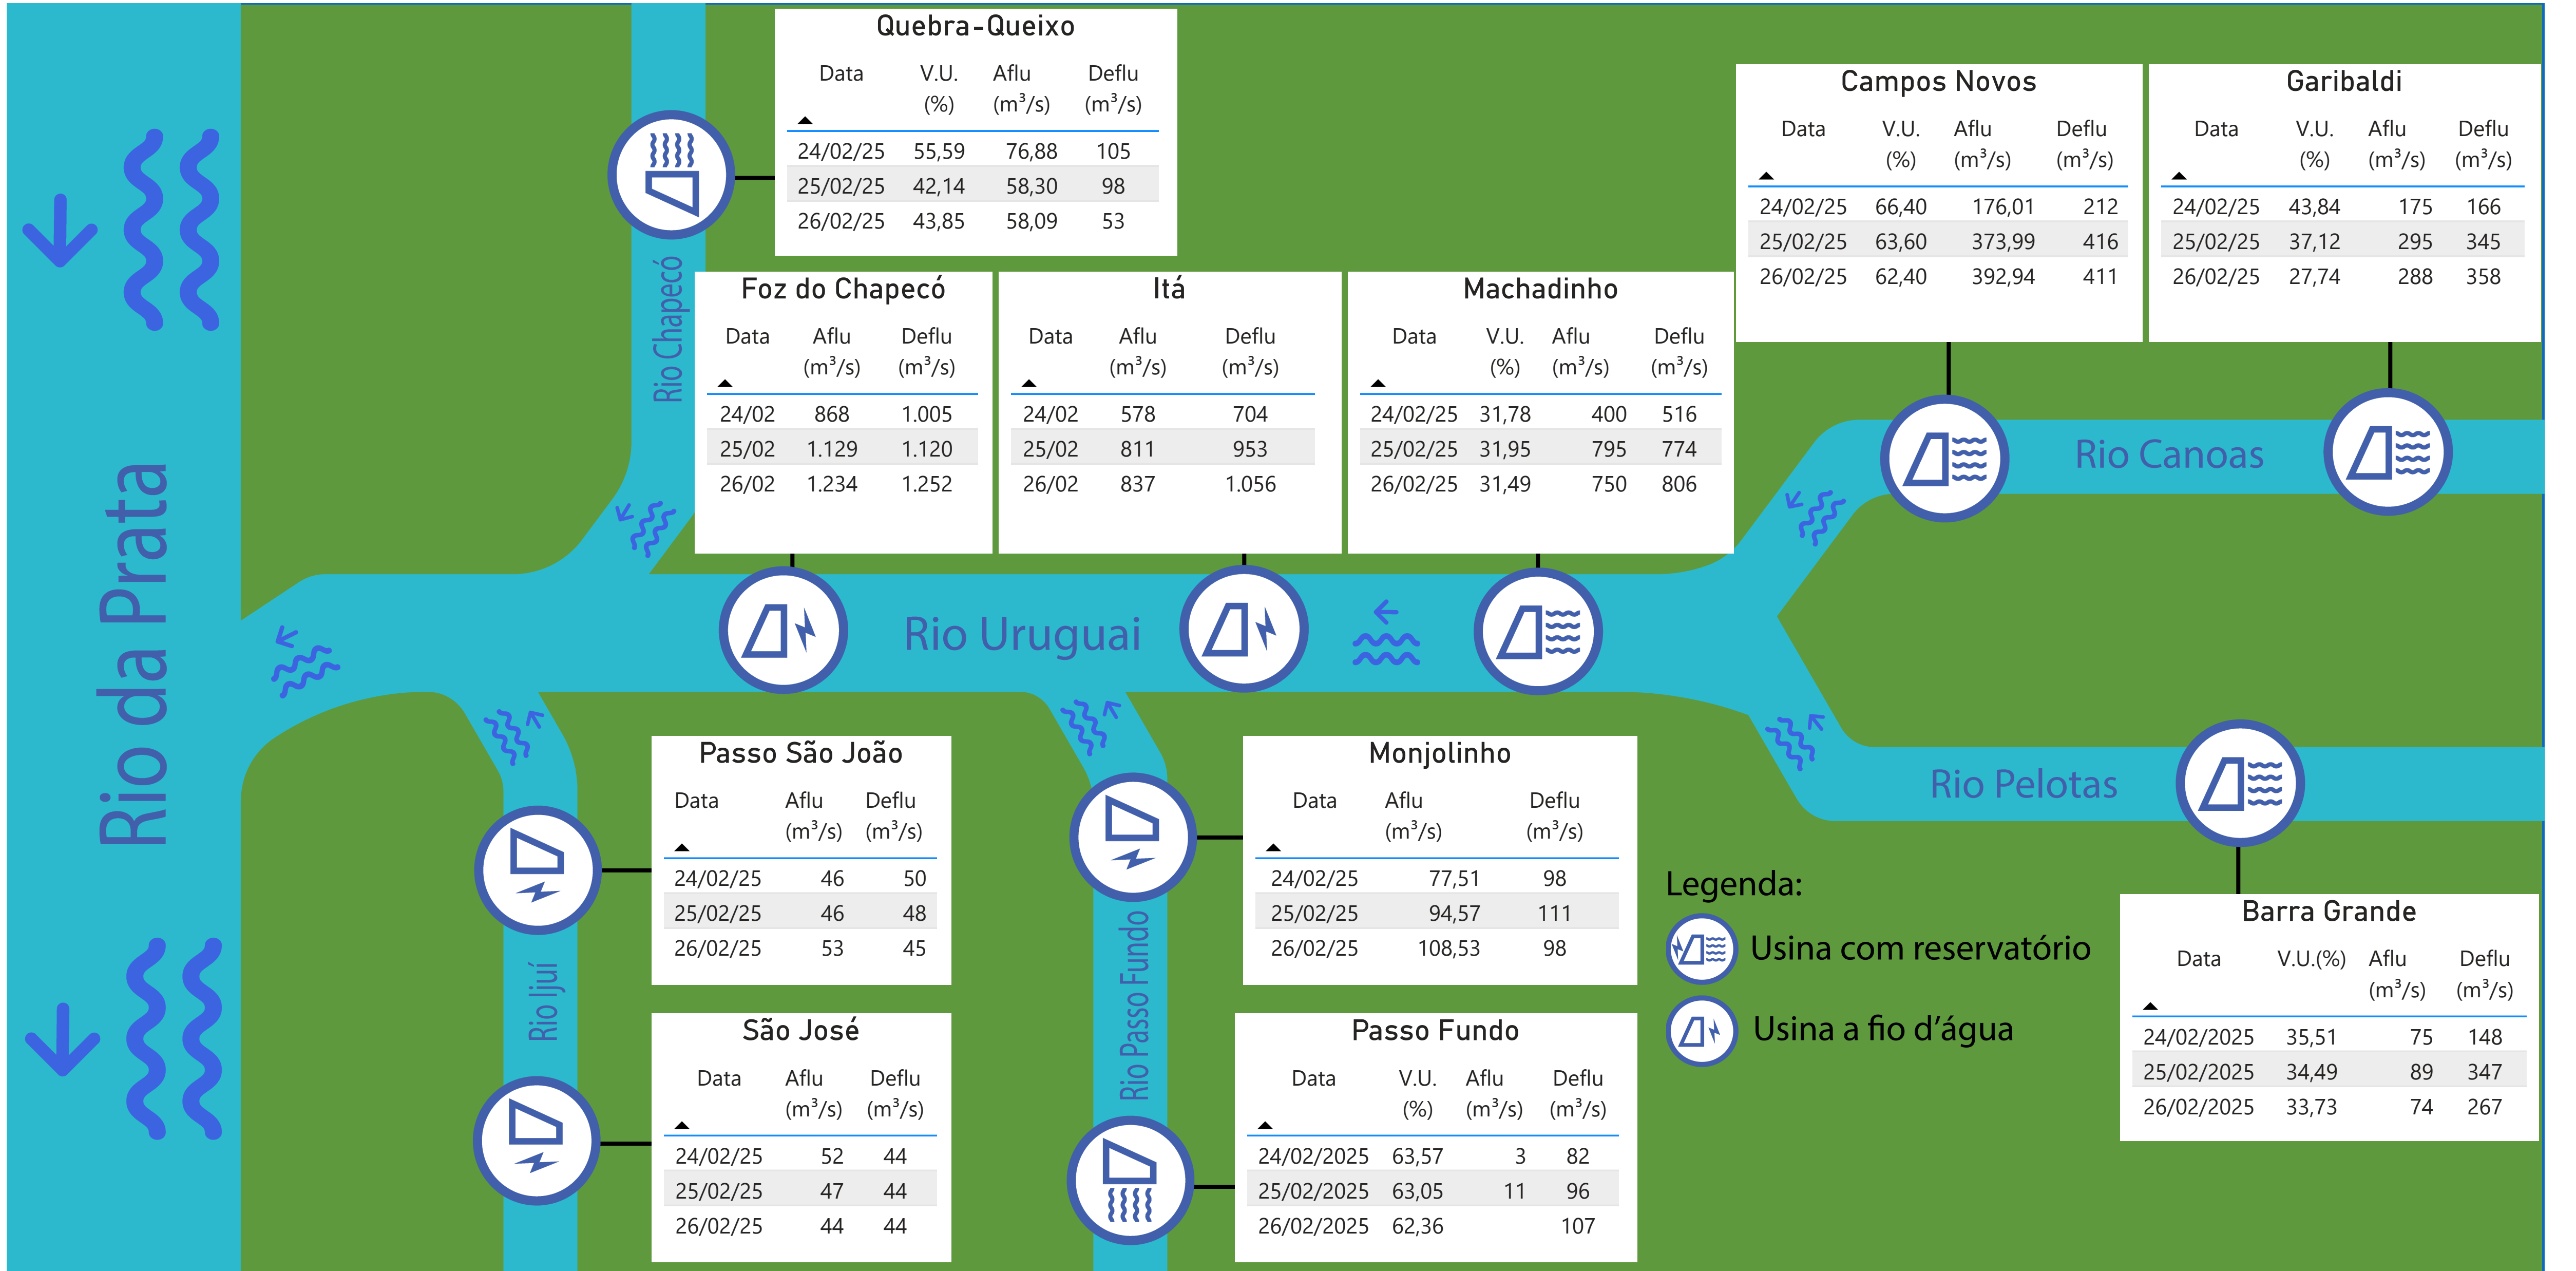 Quebra-Queixo
Data V.U. (%) Aflu (m³/s) Deflu (m³/s)
24/02/25 55,59 76,88 105
25/02/25 42,14 58,30 98
26/02/25 43,85 58,09 53
Campos Novos
Data V.U. (%) Aflu (m³/s) Deflu (m³/s)
24/02/25 66,40 176,01 212
25/02/25 63,60 373,99 416
26/02/25 62,40 392,94 411
Garibaldi
Data V.U. (%) Aflu (m³/s) Deflu (m³/s)
24/02/25 43,84 175 166
25/02/25 37,12 295 345
26/02/25 27,74 288 358
Rio Chapecó
Foz do Chapecó
Data Aflu (m³/s) Deflu (m³/s)
24/02 868 1.005
25/02 1.129 1.120
26/02 1.234 1.252
Itá
Data Aflu (m³/s) Deflu (m³/s)
24/02 578 704
25/02 811 953
26/02 837 1.056
Machadinho
Data V.U. (%) Aflu (m³/s) Deflu (m³/s)
24/02/25 31,78 400 516
25/02/25 31,95 795 774
26/02/25 31,49 750 806
Rio Canoas
Rio da Prata
Rio Uruguai
Rio Pelotas
Passo São João
Data Aflu (m³/s) Deflu (m³/s)
24/02/25 46 50
25/02/25 46 48
26/02/25 53 45
Monjolinho
Data Aflu (m³/s) Deflu (m³/s)
24/02/25 77,51 98
25/02/25 94,57 111
26/02/25 108,53 98
Legenda:
Usina com reservatório
Usina a fio d’água
Barra Grande
Data V.U.(%) Aflu (m³/s) Deflu (m³/s)
24/02/2025 35,51 75 148
25/02/2025 34,49 89 347
26/02/2025 33,73 74 267
Rio Ijuí
São José
Data Aflu (m³/s) Deflu (m³/s)
24/02/25 52 44
25/02/25 47 44
26/02/25 44 44
Rio Passo Fundo
Passo Fundo
Data V.U. (%) Aflu (m³/s) Deflu (m³/s)
24/02/2025 63,57 3 82
25/02/2025 63,05 11 96
26/02/2025 62,36 107